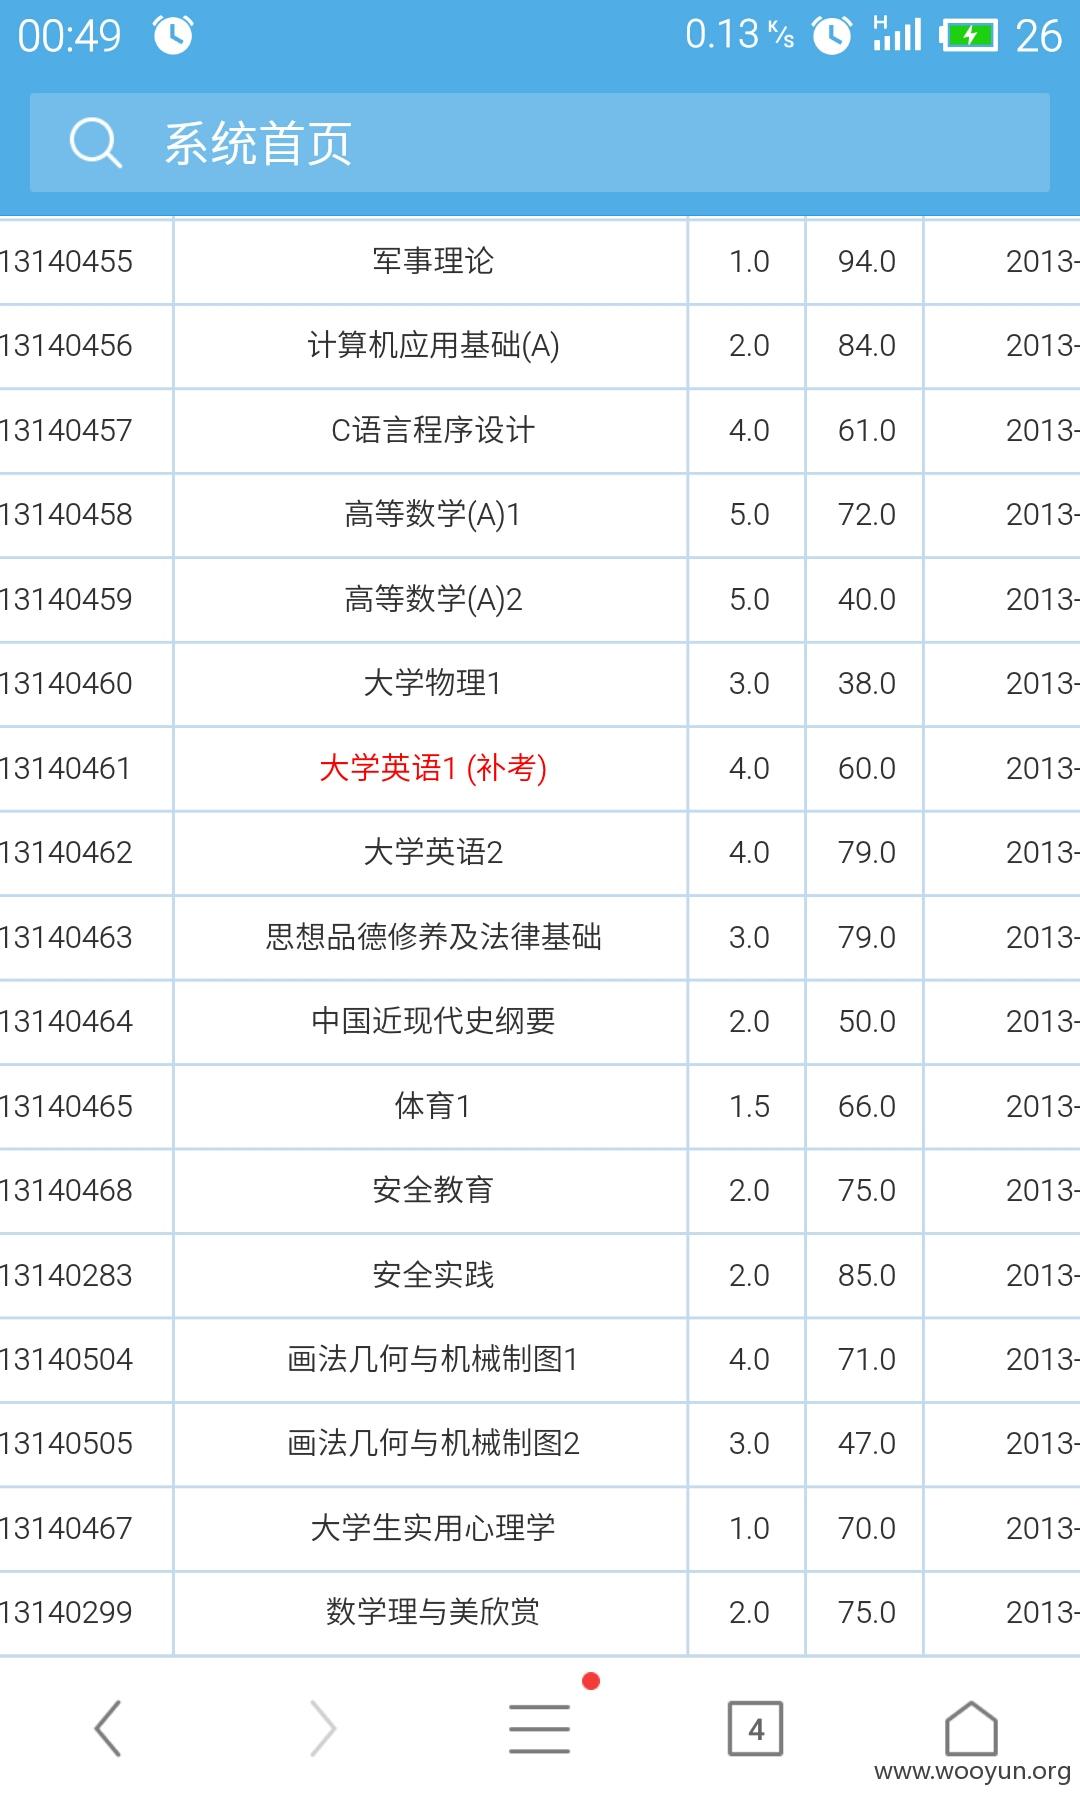 00:49 0.13 K/s H 26
系统首页
13140455 军事理论 1.0 94.0 2013-
13140456 计算机应用基础(A) 2.0 84.0 2013-
13140457 C语言程序设计 4.0 61.0 2013-
13140458 高等数学(A)1 5.0 72.0 2013-
13140459 高等数学(A)2 5.0 40.0 2013-
13140460 大学物理1 3.0 38.0 2013-
13140461 大学英语1 (补考) 4.0 60.0 2013-
13140462 大学英语2 4.0 79.0 2013-
13140463 思想品德修养及法律基础 3.0 79.0 2013-
13140464 中国近现代史纲要 2.0 50.0 2013-
13140465 体育1 1.5 66.0 2013-
13140468 安全教育 2.0 75.0 2013-
13140283 安全实践 2.0 85.0 2013-
13140504 画法几何与机械制图1 4.0 71.0 2013-
13140505 画法几何与机械制图2 3.0 47.0 2013-
13140467 大学生实用心理学 1.0 70.0 2013-
13140299 数学理与美欣赏 2.0 75.0 2013-
4
www.wooyun.org